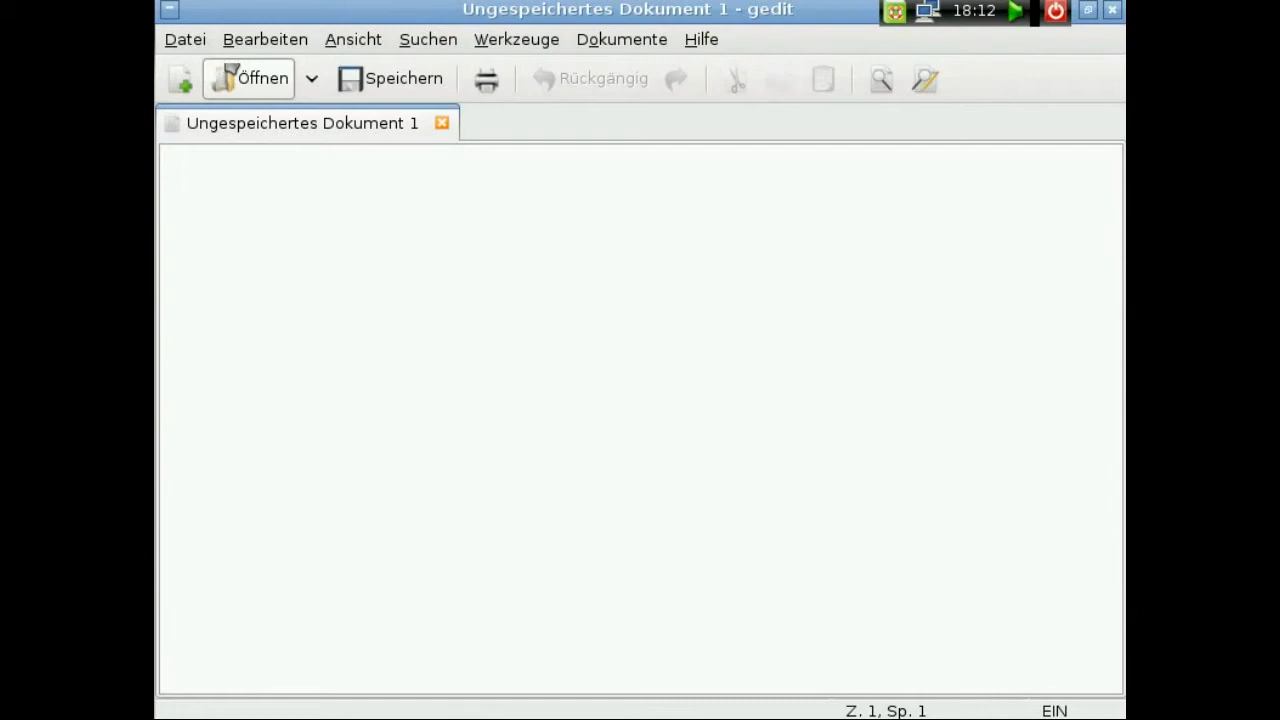 Ungespeichertes Dokument 1 - gedit
18:12
Datei Bearbeiten Ansicht Suchen Werkzeuge Dokumente Hilfe
Öffnen Speichern Rückgängig
Ungespeichertes Dokument 1
Z. 1, Sp. 1 EIN